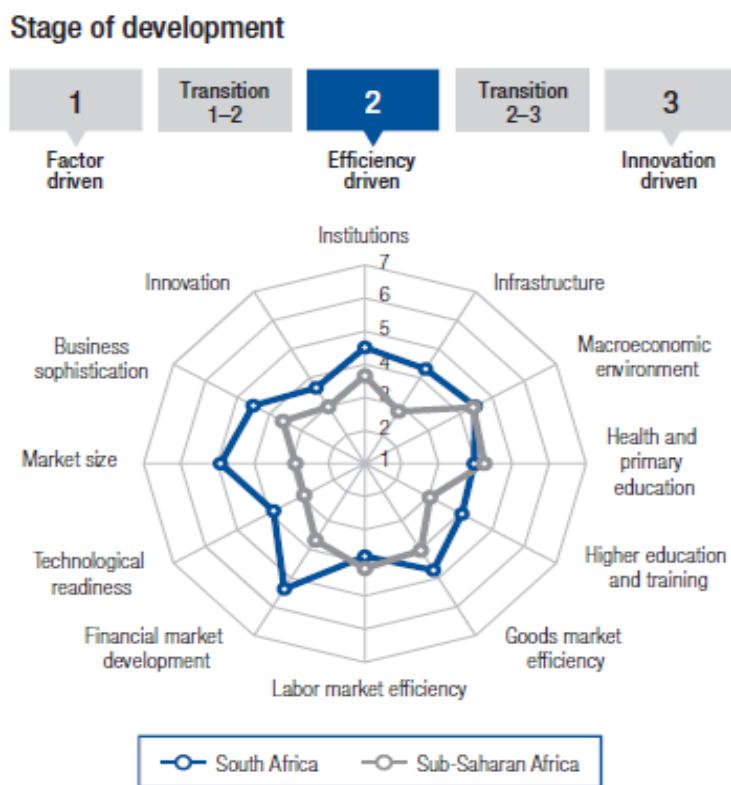 Stage of development
1
Transition
1–2
2
Transition
2–3
3
Factor
driven
Efficiency
driven
Innovation
driven
Institutions
7
6
5
4
3
2
1
Infrastructure
Macroeconomic
environment
Health and
primary
education
Higher education
and training
Goods market
efficiency
Labor market efficiency
Financial market
development
Technological
readiness
Market size
Business
sophistication
Innovation
South Africa
Sub-Saharan Africa